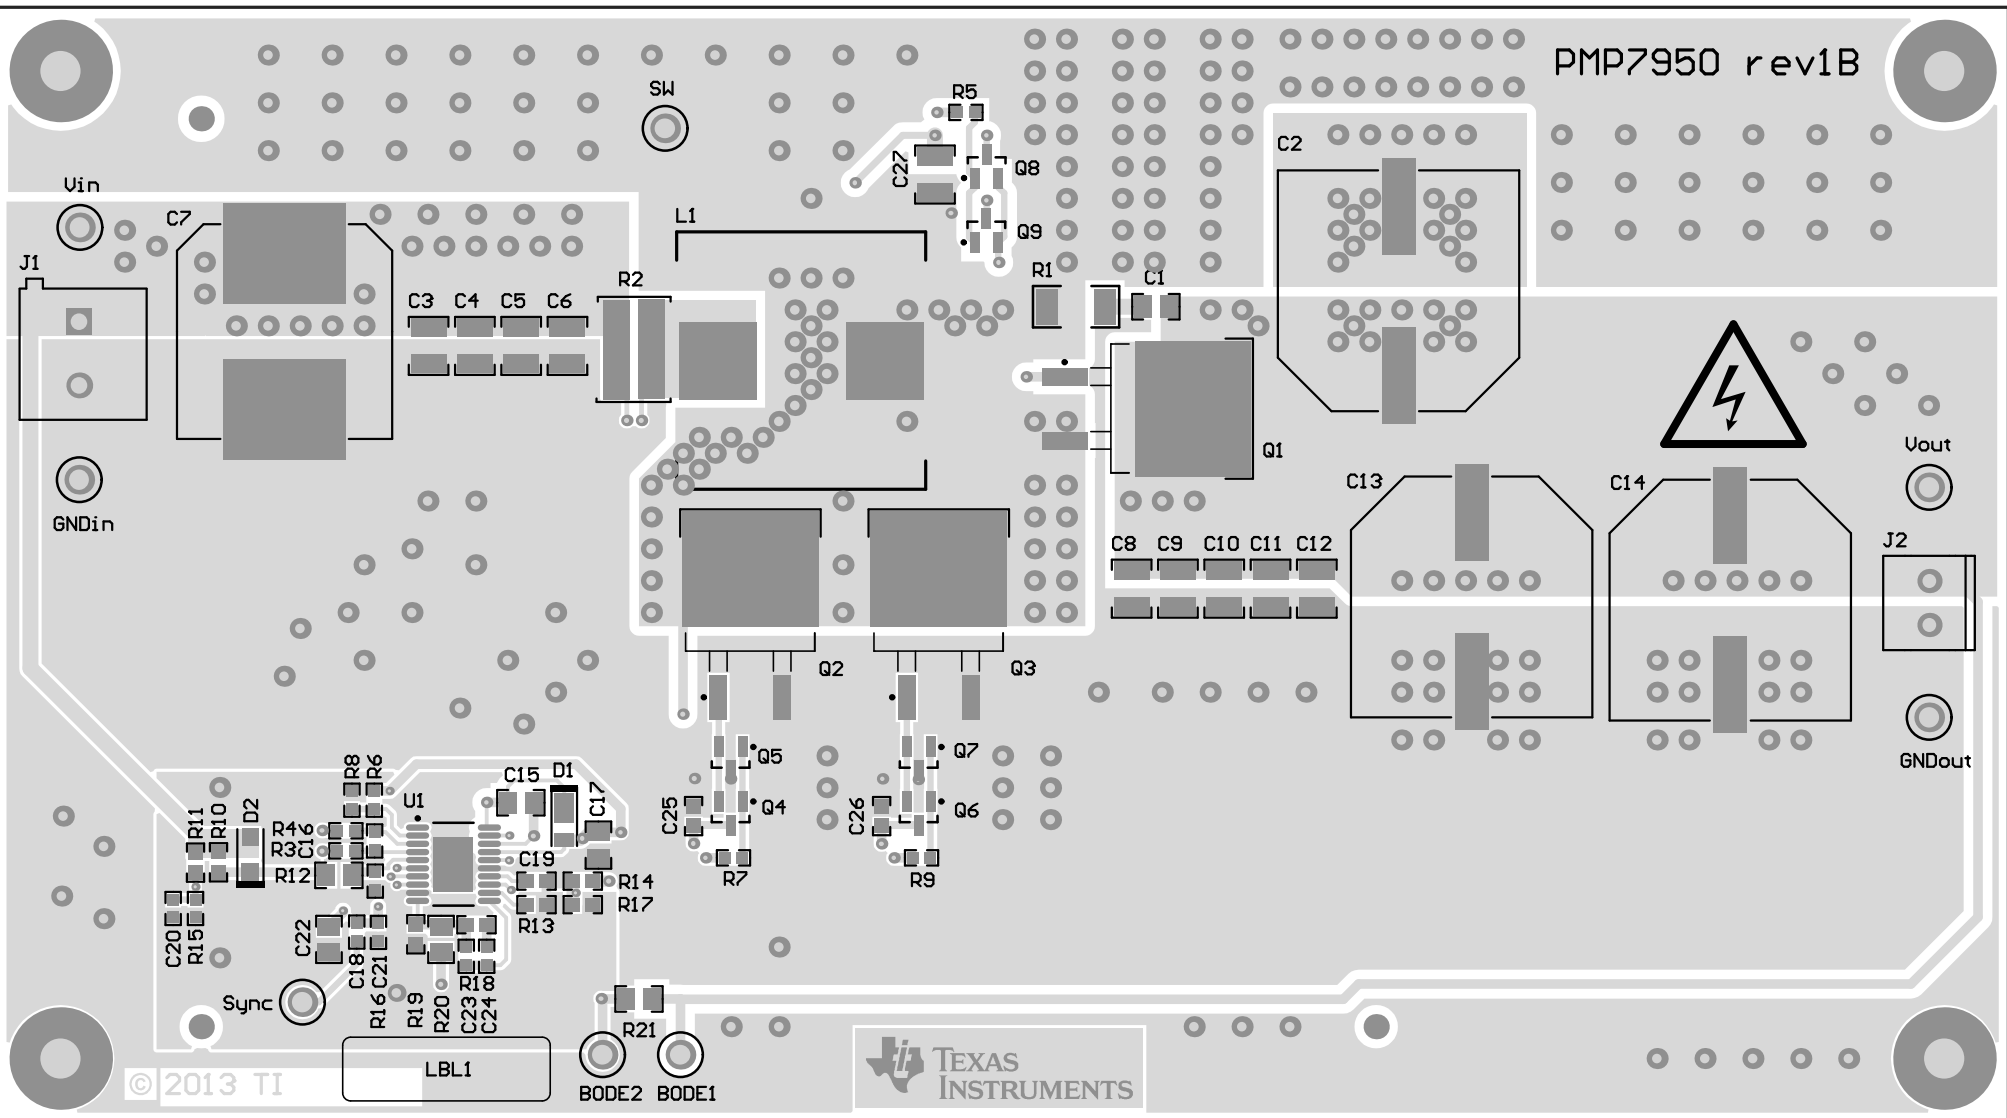 PMP7950 rev1B
SW
R5
C2
C27
Q8
Vin
C7
L1
Q9
J1
R2
R1
C1
C3 C4 C5 C6
Q1
Vout
C13
C14
GNDin
C8 C9 C10 C11 C12
J2
Q2
Q3
Q5
Q7
GNDout
R8
R6
C15
D1
C17
U1
C25
Q4
C26
Q6
R11
R10
D2
R4
R3
C16
R12
C19
R14
R7
R9
R17
R13
C20
R15
C22
C18
C21
R18
Sync
R16
R19
R20
C23
C24
R21
LBL1
BODE2 BODE1
© 2013 TI
TEXAS
INSTRUMENTS